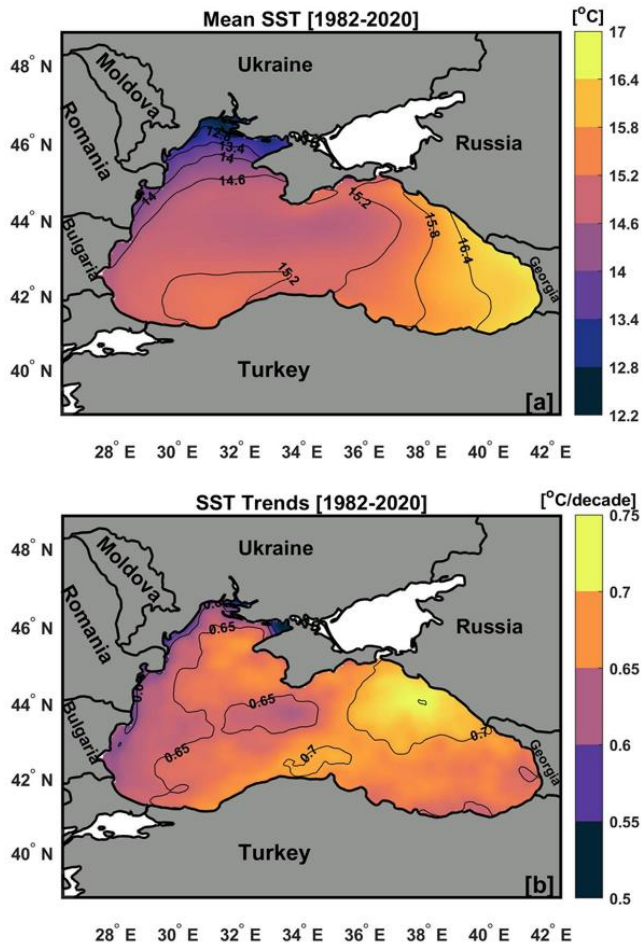 Mean SST [1982-2020]
[°C]
48° N
46° N
44° N
42° N
40° N
Ukraine
Moldova
Romania
Russia
Bulgaria
Georgia
Turkey
12.8
13.4
14
14
14.6
15.2
15.2
15.8
16.4
[a]
17
16.4
15.8
15.2
14.6
14
13.4
12.8
12.2
28° E 30° E 32° E 34° E 36° E 38° E 40° E 42° E
SST Trends [1982-2020]
[°C/decade]
48° N
46° N
44° N
42° N
40° N
Ukraine
Moldova
Romania
Russia
Bulgaria
Georgia
Turkey
0.65
0.65
0.65
0.7
0.7
[b]
0.75
0.7
0.65
0.6
0.55
0.5
28° E 30° E 32° E 34° E 36° E 38° E 40° E 42° E